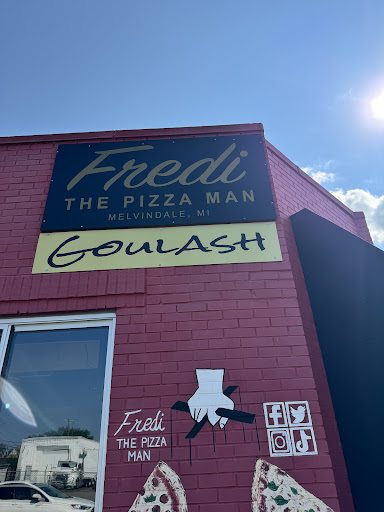 Fredi
THE PIZZA MAN
MELVINDALE, MI
GOULASH
Fredi
THE PIZZA
MAN